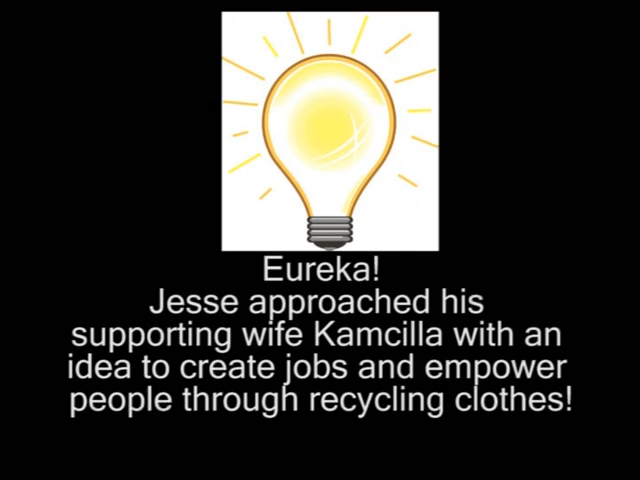 Eureka!
Jesse approached his
supporting wife Kamcilla with an
idea to create jobs and empower
people through recycling clothes!